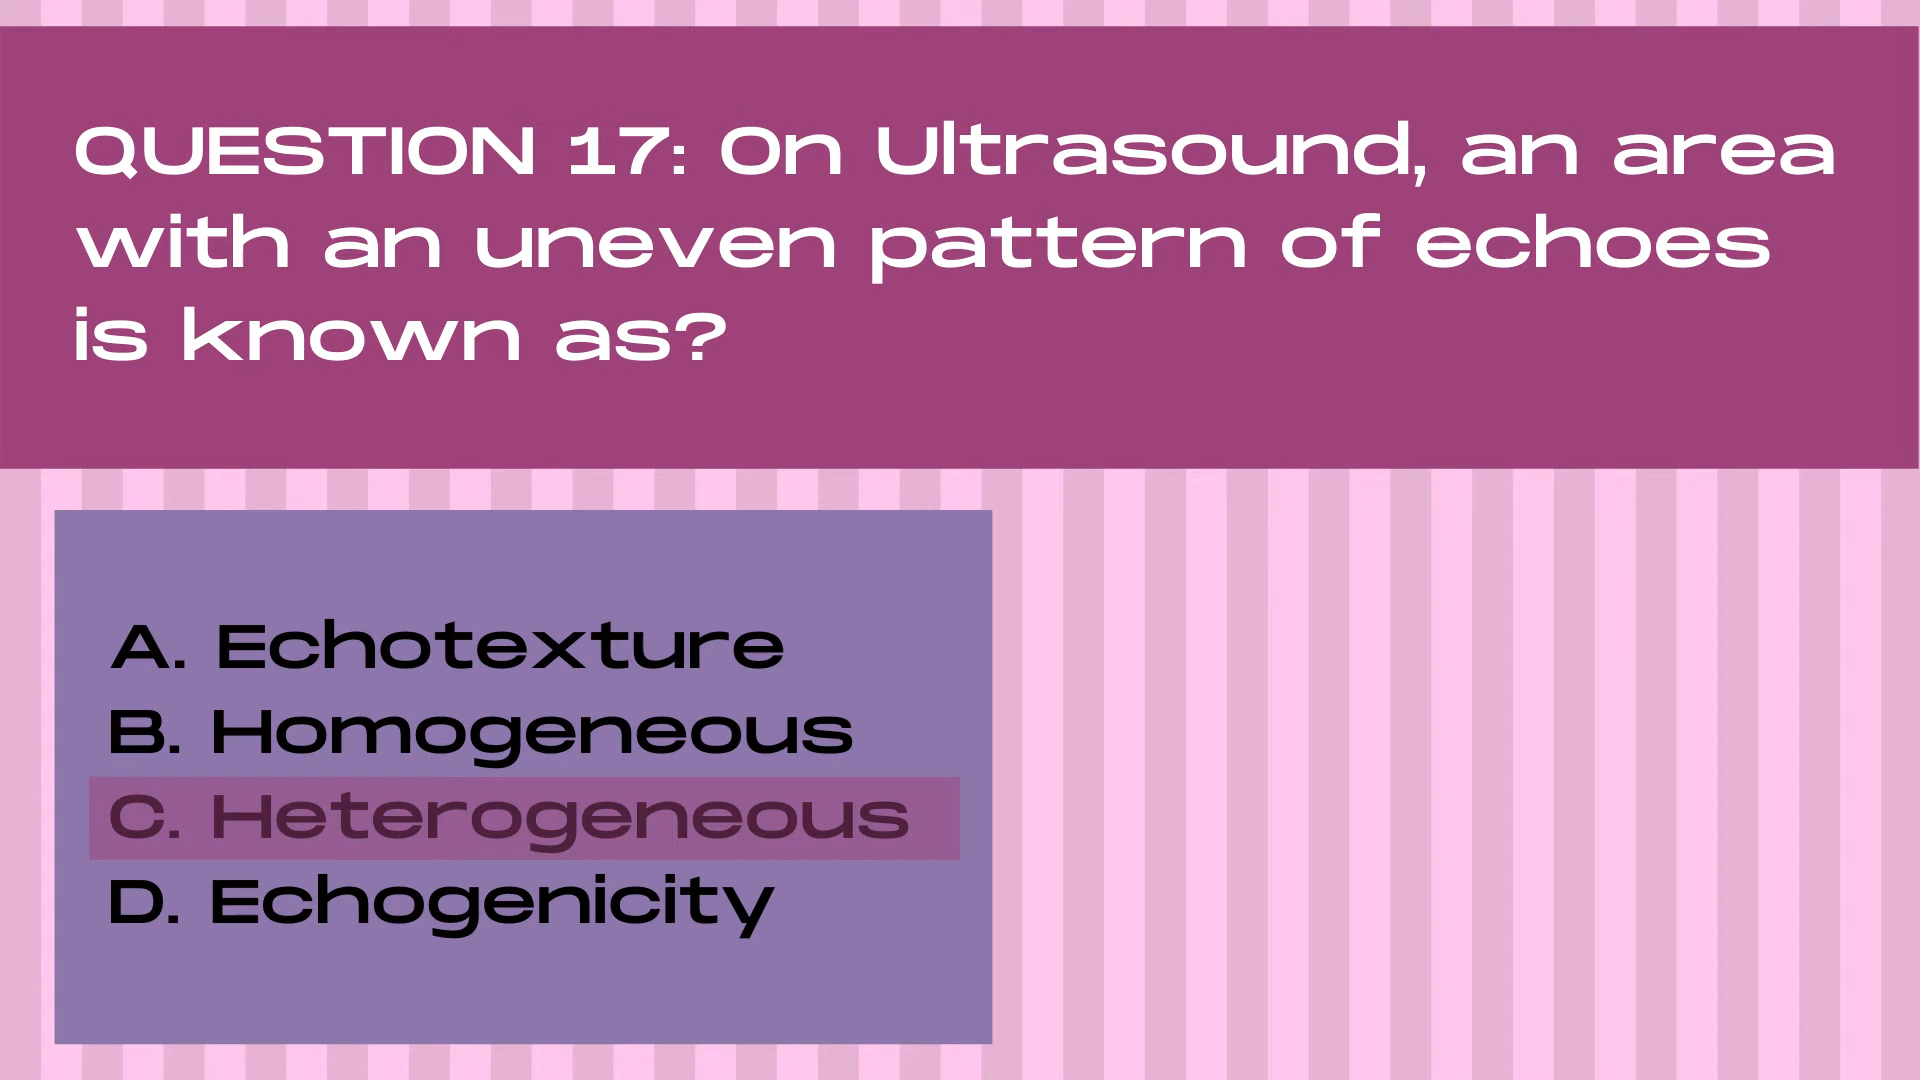 QUESTION 17: On Ultrasound, an area
with an uneven pattern of echoes
is known as?
A. Echotexture
B. Homogeneous
C. Heterogeneous
D. Echogenicity